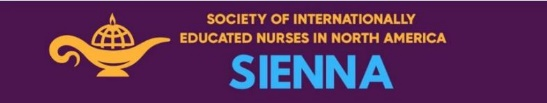 SOCIETY OF INTERNATIONALLY
EDUCATED NURSES IN NORTH AMERICA
SIENNA